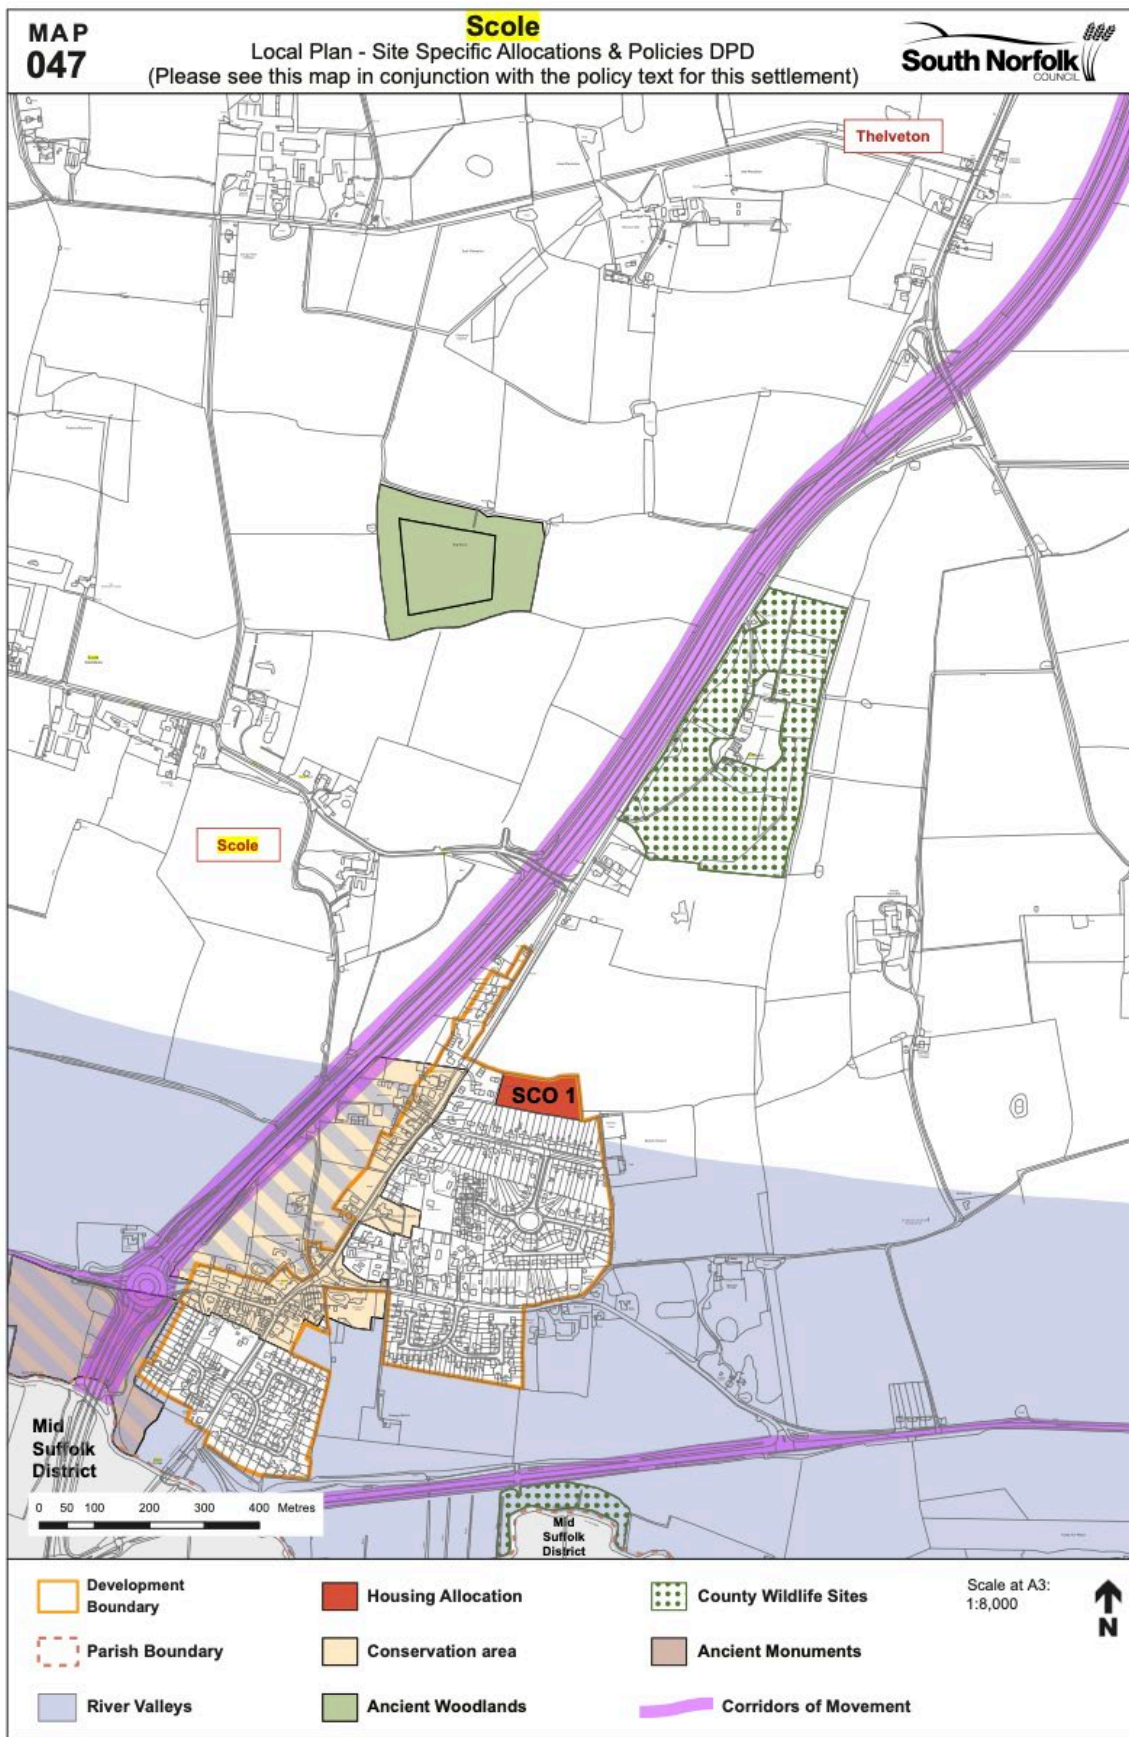 MAP
047
Scole
Local Plan - Site Specific Allocations & Policies DPD
(Please see this map in conjunction with the policy text for this settlement)
South Norfolk
COUNCIL
Thelveton
Scole
SCO 1
Mid
Suffolk
District
0 50 100 200 300 400 Metres
Mid
Suffolk
District
Development
Boundary
Housing Allocation
County Wildlife Sites
Scale at A3:
1:8,000
Parish Boundary
Conservation area
Ancient Monuments
N
River Valleys
Ancient Woodlands
Corridors of Movement